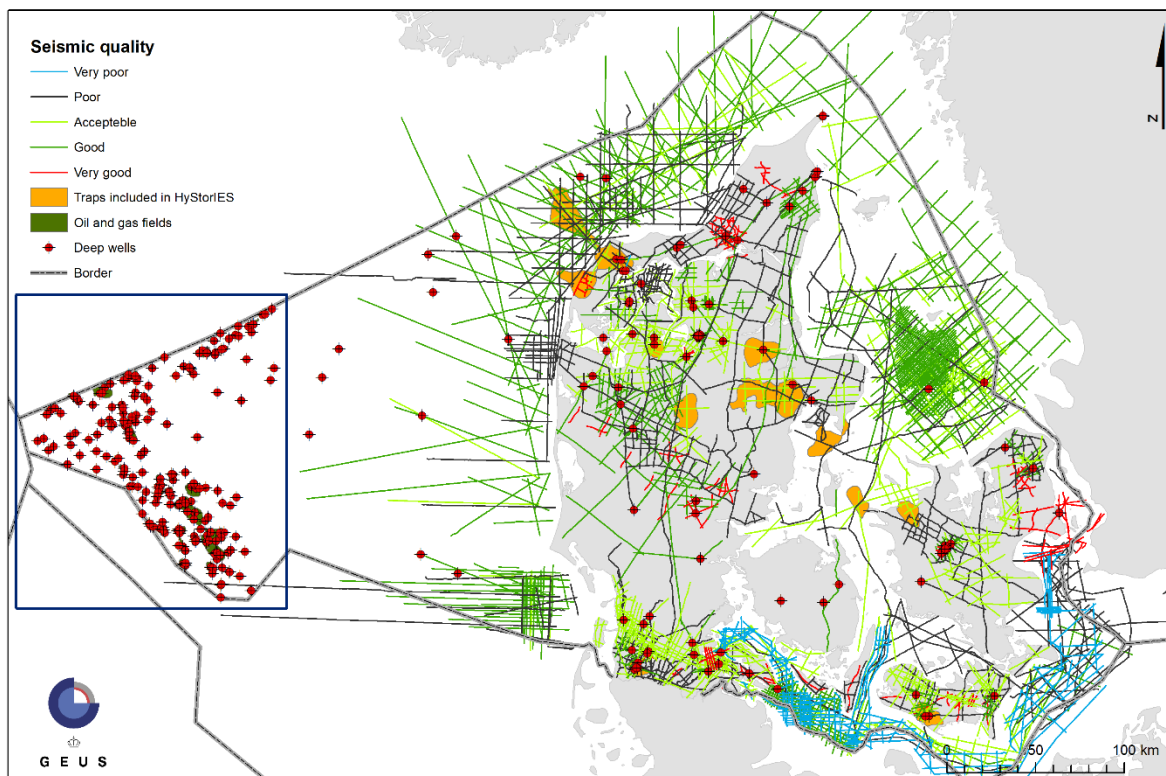 Seismic quality
Very poor
Poor
Accepteble
Good
Very good
Traps included in HyStorIES
Oil and gas fields
Deep wells
Border
N
G E U S
0 50 100 km